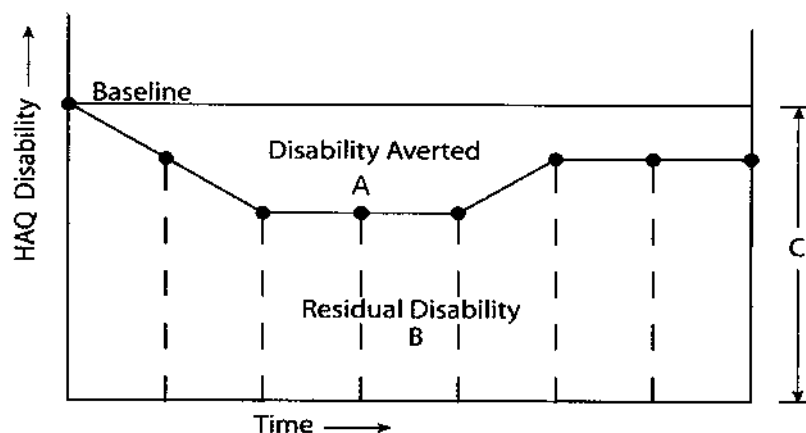 HAQ Disability
Baseline
Disability Averted
A
C
Residual Disability
B
Time